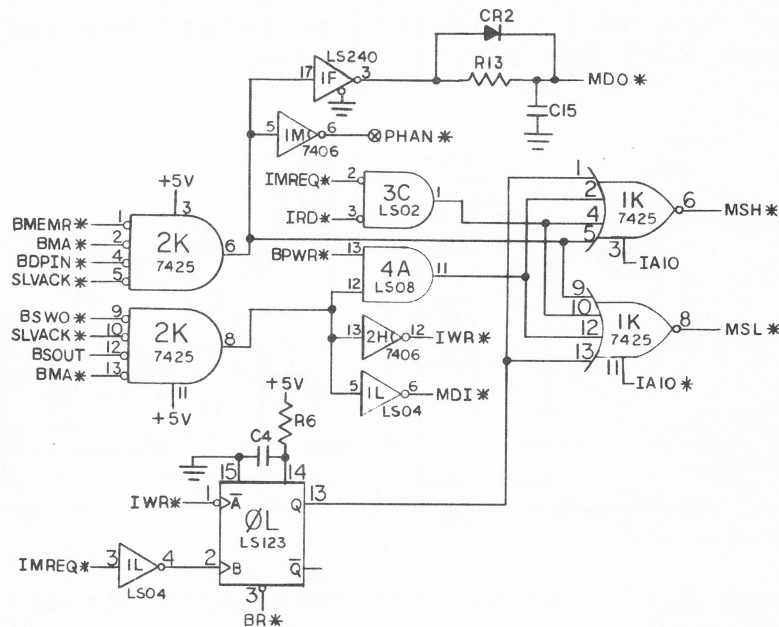 CR2
LS240
17 1F 3
R13
MDO*
C15
5 1M 6
7406
PHAN*
+5V
3
IMREQ* 2
3C
LS02
1
IRD* 3
BMEMR* 1
BMA* 2
BDPIN 4
SLVACK* 5
2K
7425
6
BPWR* 13
12
4A
LS08
11
1
2
4
5
1K
7425
6 MSH*
3
IA10
BSWO* 9
SLVACK* 10
BSOUT 12
BMA* 13
2K
7425
8
11
+5V
13 2H 12
7406
IWR*
5 1L 6
LS04
MDI*
9
10
12
13
1K
7425
8 MSL*
11
IA10*
+5V
R6
C4
15 14
IWR* 1 A
Q 13
ØL
LS123
IMREQ* 3 1L 4
LS04
2 B
Q
3
BR*